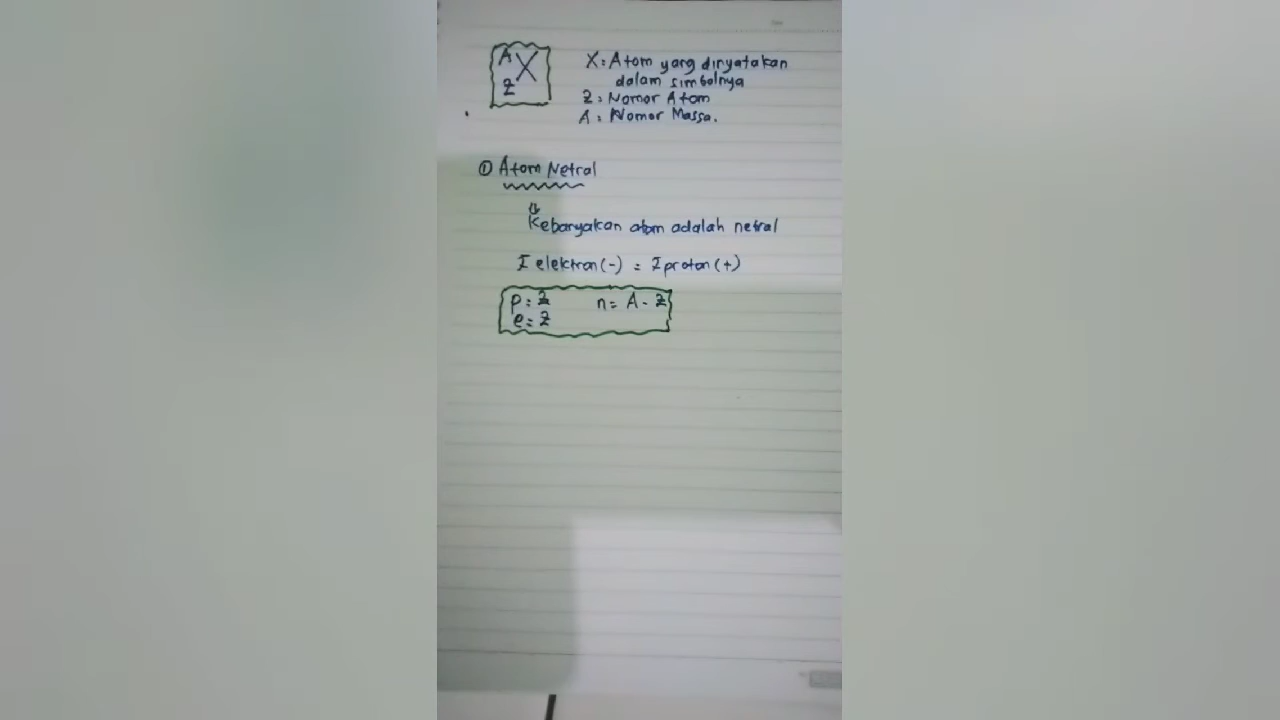 A X
Z
X = Atom yang dinyatakan
dalam simbolnya
Z = Nomor Atom
A = Nomor Massa.
① Atom Netral
⇓
Kebanyakan atom adalah netral
Σ elektron (-) = Σ proton (+)
p = Z n = A - Z
e = Z